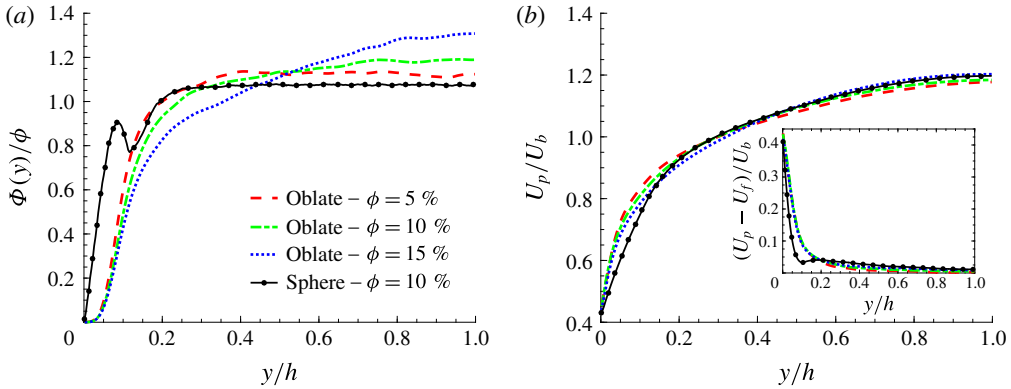 (a)
1.4
1.2
1.0
0.8
0.6
0.4
0.2
0
0.2
0.4
0.6
0.8
1.0
Φ(y)/ϕ
y/h
Oblate – ϕ = 5 %
Oblate – ϕ = 10 %
Oblate – ϕ = 15 %
Sphere – ϕ = 10 %
(b)
1.4
1.2
1.0
0.8
0.6
0.4
0
0.2
0.4
0.6
0.8
1.0
U_p/U_b
y/h
0.4
0.3
0.2
0.1
0
0.2
0.4
0.6
0.8
1.0
(U_p – U_f)/U_b
y/h